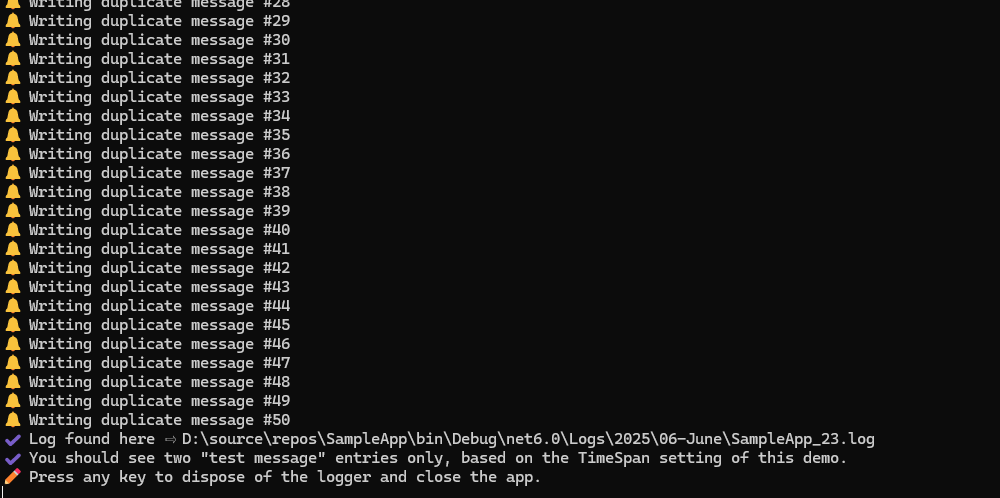 🔔 Writing duplicate message #28
🔔 Writing duplicate message #29
🔔 Writing duplicate message #30
🔔 Writing duplicate message #31
🔔 Writing duplicate message #32
🔔 Writing duplicate message #33
🔔 Writing duplicate message #34
🔔 Writing duplicate message #35
🔔 Writing duplicate message #36
🔔 Writing duplicate message #37
🔔 Writing duplicate message #38
🔔 Writing duplicate message #39
🔔 Writing duplicate message #40
🔔 Writing duplicate message #41
🔔 Writing duplicate message #42
🔔 Writing duplicate message #43
🔔 Writing duplicate message #44
🔔 Writing duplicate message #45
🔔 Writing duplicate message #46
🔔 Writing duplicate message #47
🔔 Writing duplicate message #48
🔔 Writing duplicate message #49
🔔 Writing duplicate message #50
✔ Log found here ⇨ D:\source\repos\SampleApp\bin\Debug\net6.0\Logs\2025\06-June\SampleApp_23.log
✔ You should see two "test message" entries only, based on the TimeSpan setting of this demo.
✏ Press any key to dispose of the logger and close the app.